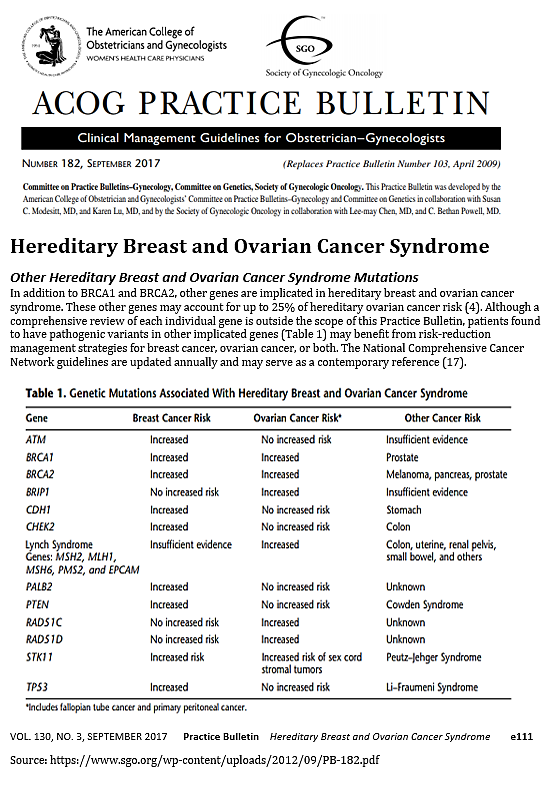 The American College of
Obstetricians and Gynecologists
WOMEN'S HEALTH CARE PHYSICIANS
SGO
Society of Gynecologic Oncology
ACOG PRACTICE BULLETIN
Clinical Management Guidelines for Obstetrician–Gynecologists
NUMBER 182, SEPTEMBER 2017 (Replaces Practice Bulletin Number 103, April 2009)
Committee on Practice Bulletins–Gynecology, Committee on Genetics, Society of Gynecologic Oncology. This Practice Bulletin was developed by the
American College of Obstetricians and Gynecologists' Committee on Practice Bulletins–Gynecology and Committee on Genetics in collaboration with Susan
C. Modesitt, MD, and Karen Lu, MD, and by the Society of Gynecologic Oncology in collaboration with Lee-may Chen, MD, and C. Bethan Powell, MD.
Hereditary Breast and Ovarian Cancer Syndrome
Other Hereditary Breast and Ovarian Cancer Syndrome Mutations
In addition to BRCA1 and BRCA2, other genes are implicated in hereditary breast and ovarian cancer
syndrome. These other genes may account for up to 25% of hereditary ovarian cancer risk (4). Although a
comprehensive review of each individual gene is outside the scope of this Practice Bulletin, patients found
to have pathogenic variants in other implicated genes (Table 1) may benefit from risk-reduction
management strategies for breast cancer, ovarian cancer, or both. The National Comprehensive Cancer
Network guidelines are updated annually and may serve as a contemporary reference (17).
Table 1. Genetic Mutations Associated With Hereditary Breast and Ovarian Cancer Syndrome
Gene Breast Cancer Risk Ovarian Cancer Risk* Other Cancer Risk
ATM Increased No increased risk Insufficient evidence
BRCA1 Increased Increased Prostate
BRCA2 Increased Increased Melanoma, pancreas, prostate
BRIP1 No increased risk Increased Insufficient evidence
CDH1 Increased No increased risk Stomach
CHEK2 Increased No increased risk Colon
Lynch Syndrome Insufficient evidence Increased Colon, uterine, renal pelvis,
Genes: MSH2, MLH1, small bowel, and others
MSH6, PMS2, and EPCAM
PALB2 Increased No increased risk Unknown
PTEN Increased No increased risk Cowden Syndrome
RAD51C No increased risk Increased Unknown
RAD51D No increased risk Increased Unknown
STK11 Increased risk Increased risk of sex cord Peutz–Jehger Syndrome
stromal tumors
TP53 Increased No increased risk Li–Fraumeni Syndrome
*Includes fallopian tube cancer and primary peritoneal cancer.
VOL. 130, NO. 3, SEPTEMBER 2017 Practice Bulletin Hereditary Breast and Ovarian Cancer Syndrome e111
Source: https://www.sgo.org/wp-content/uploads/2012/09/PB-182.pdf